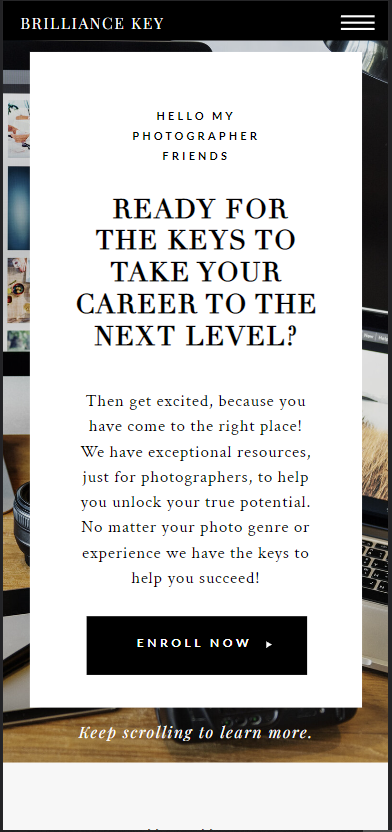 BRILLIANCE KEY
HELLO MY
PHOTOGRAPHER
FRIENDS
READY FOR
THE KEYS TO
TAKE YOUR
CAREER TO THE
NEXT LEVEL?
Then get excited, because you
have come to the right place!
We have exceptional resources,
just for photographers, to help
you unlock your true potential.
No matter your photo genre or
experience we have the keys to
help you succeed!
ENROLL NOW ▸
Keep scrolling to learn more.